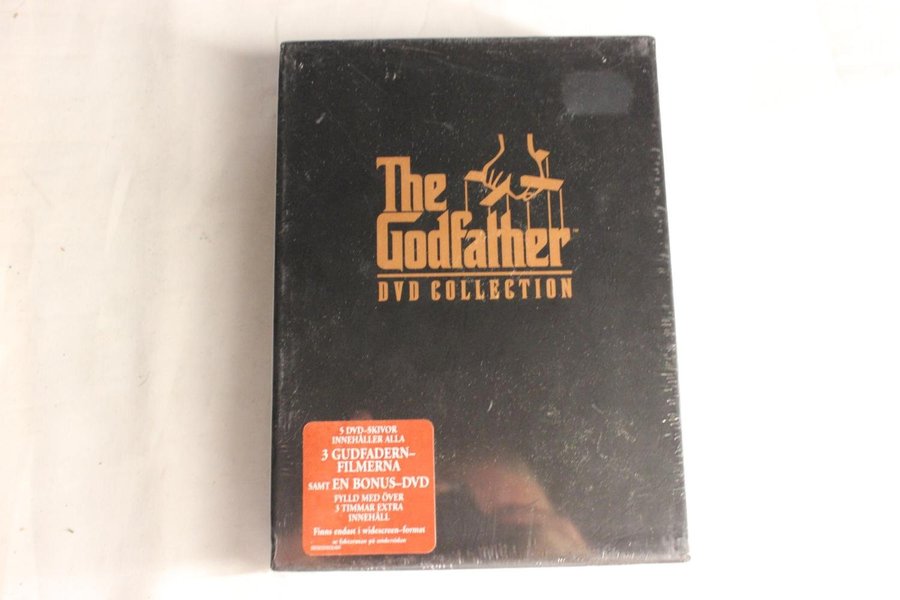 The
Godfather™
DVD COLLECTION
5 DVD-SKIVOR
INNEHÅLLER ALLA
3 GUDFADERN-
FILMERNA
SAMT EN BONUS-DVD
FYLLD MED ÖVER
3 TIMMAR EXTRA
INNEHÅLL
Finns endast i widescreen-format